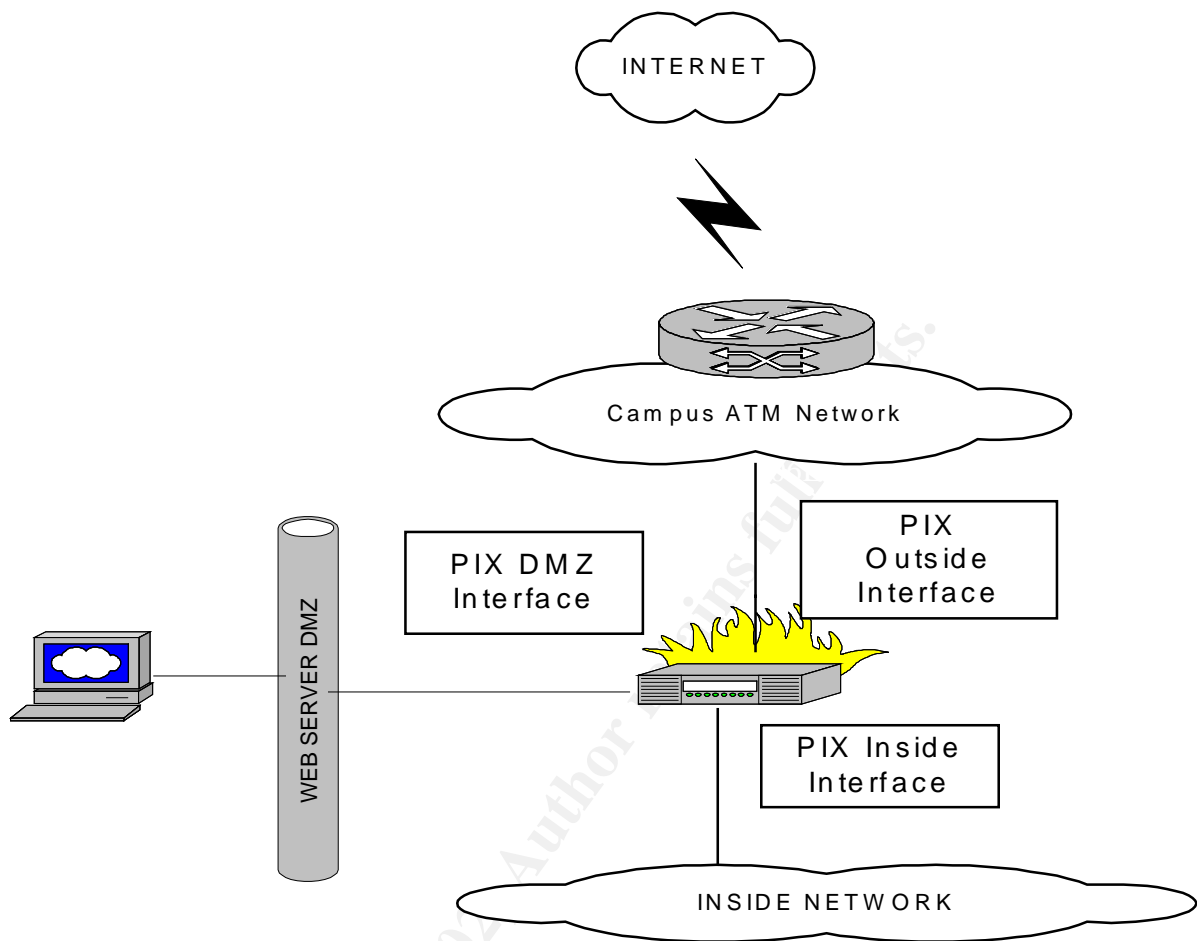 INTERNET
Campus ATM Network
PIX
Outside
Interface
PIX DMZ
Interface
WEB SERVER DMZ
PIX Inside
Interface
INSIDE NETWORK